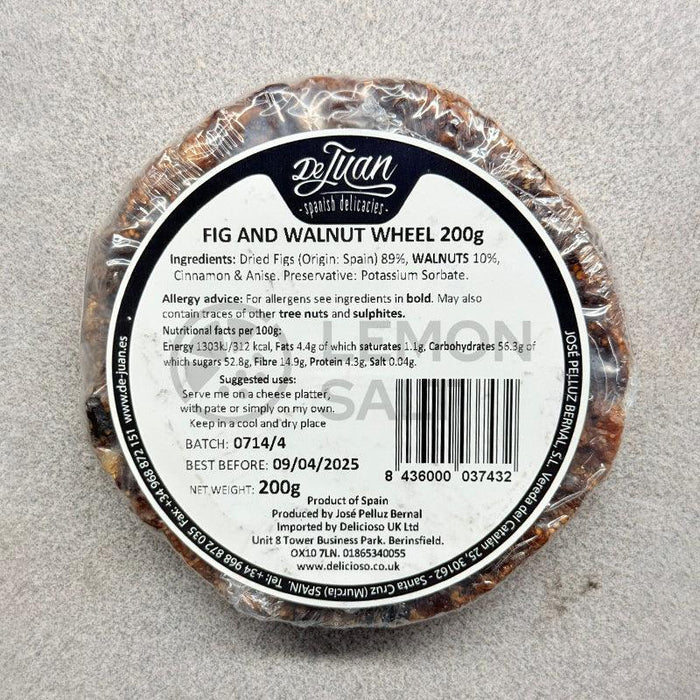 De Juan
- spanish delicacies -
FIG AND WALNUT WHEEL 200g
Ingredients: Dried Figs (Origin: Spain) 89%, WALNUTS 10%,
Cinnamon & Anise. Preservative: Potassium Sorbate.
Allergy advice: For allergens see ingredients in bold. May also
contain traces of other tree nuts and sulphites.
Nutritional facts per 100g:
Energy 1303kJ/312 kcal, Fats 4.4g of which saturates 1.1g, Carbohydrates 56.3g of
which sugars 52.8g, Fibre 14.9g, Protein 4.3g, Salt 0.04g.
Suggested uses:
Serve me on a cheese platter,
with pate or simply on my own.
Keep in a cool and dry place
BATCH: 0714/4
BEST BEFORE: 09/04/2025
NET WEIGHT: 200g
8 436000 037432
Product of Spain
Produced by José Pelluz Bernal
Imported by Delicioso UK Ltd
Unit 8 Tower Business Park. Berinsfield.
OX10 7LN. 01865340055
www.delicioso.co.uk
JOSÉ PELLUZ BERNAL, S.L. Vereda del Catalán 25, 30162 - Santa Cruz (Murcia) SPAIN. Tel: +34 968 872 035 Fax: +34 968 872 151 www.de-juan.es
LEMON
SALT